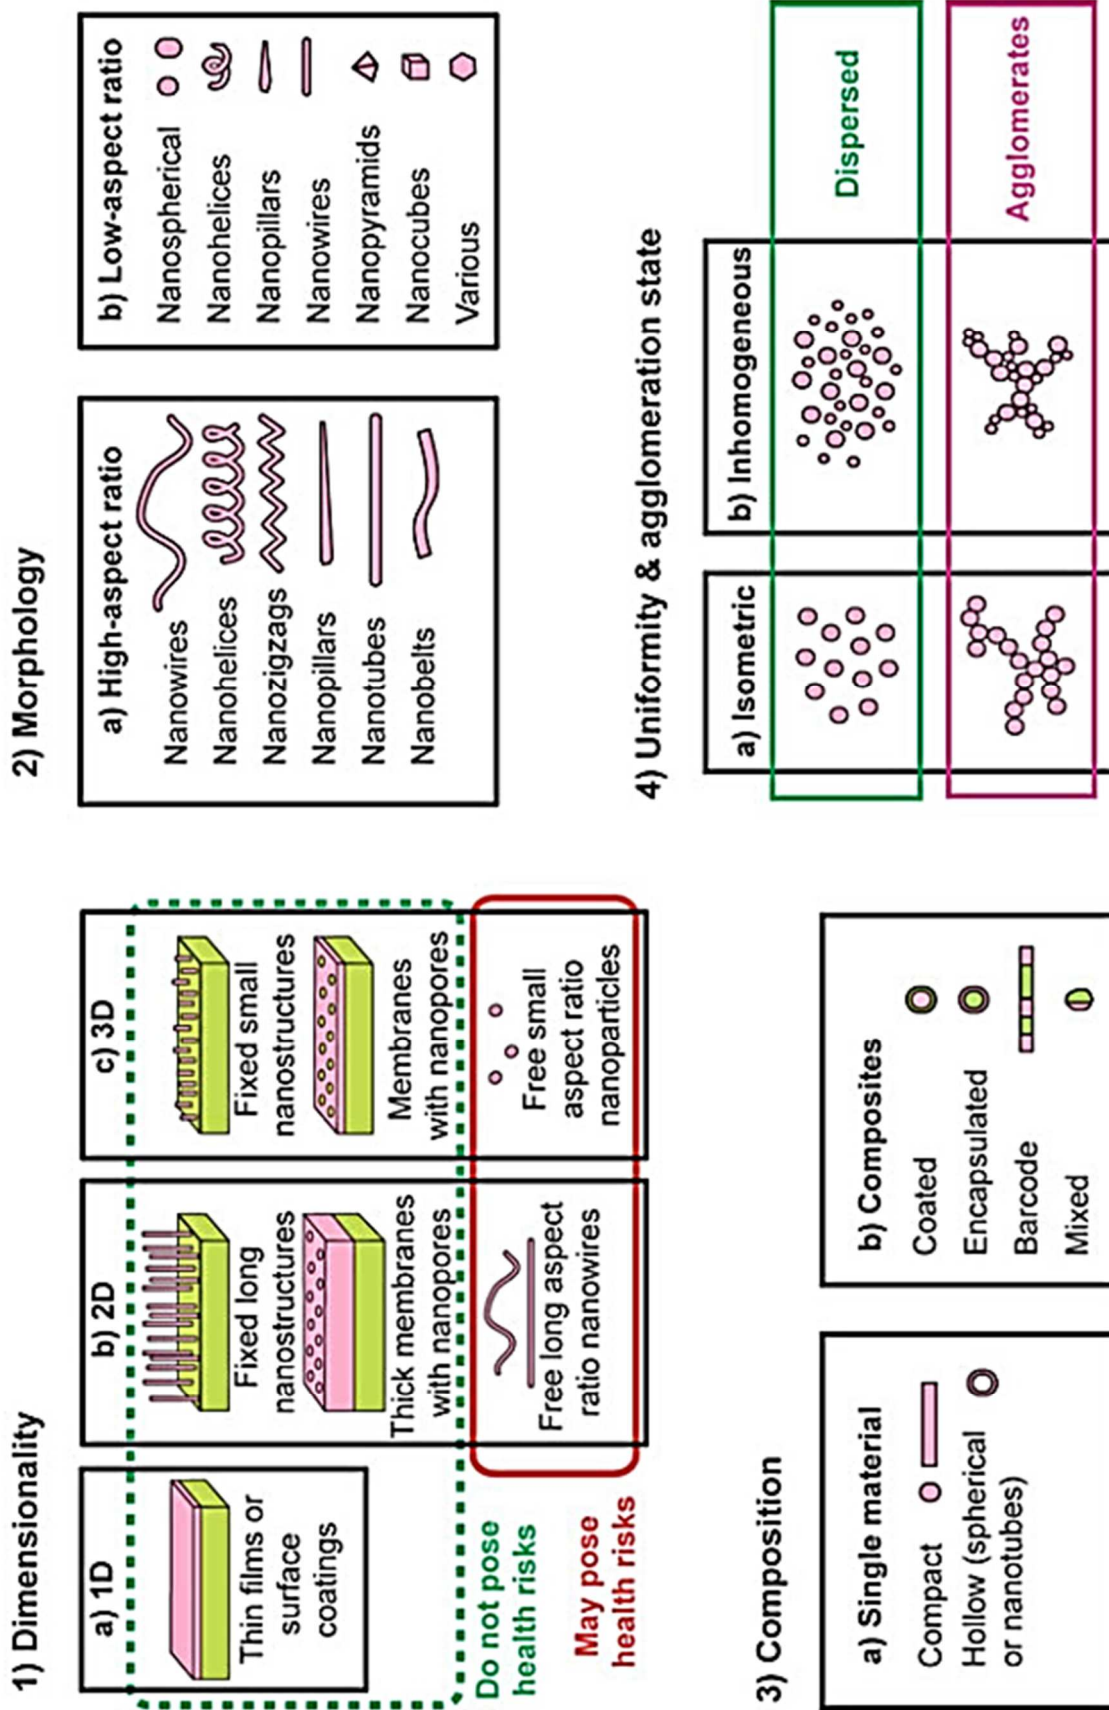 1) Dimensionality
a) 1D
Thin films or
surface
coatings
b) 2D
Fixed long
nanostructures
Thick membranes
with nanopores
Free long aspect
ratio nanowires
c) 3D
Fixed small
nanostructures
Membranes
with nanopores
Free small
aspect ratio
nanoparticles
Do not pose
health risks
May pose
health risks
2) Morphology
a) High-aspect ratio
Nanowires
Nanohelices
Nanozigzags
Nanopillars
Nanotubes
Nanobelts
b) Low-aspect ratio
Nanospherical
Nanohelices
Nanopillars
Nanowires
Nanopyramids
Nanocubes
Various
3) Composition
a) Single material
Compact
Hollow (spherical
or nanotubes)
b) Composites
Coated
Encapsulated
Barcode
Mixed
4) Uniformity & agglomeration state
a) Isometric
b) Inhomogeneous
Dispersed
Agglomerates